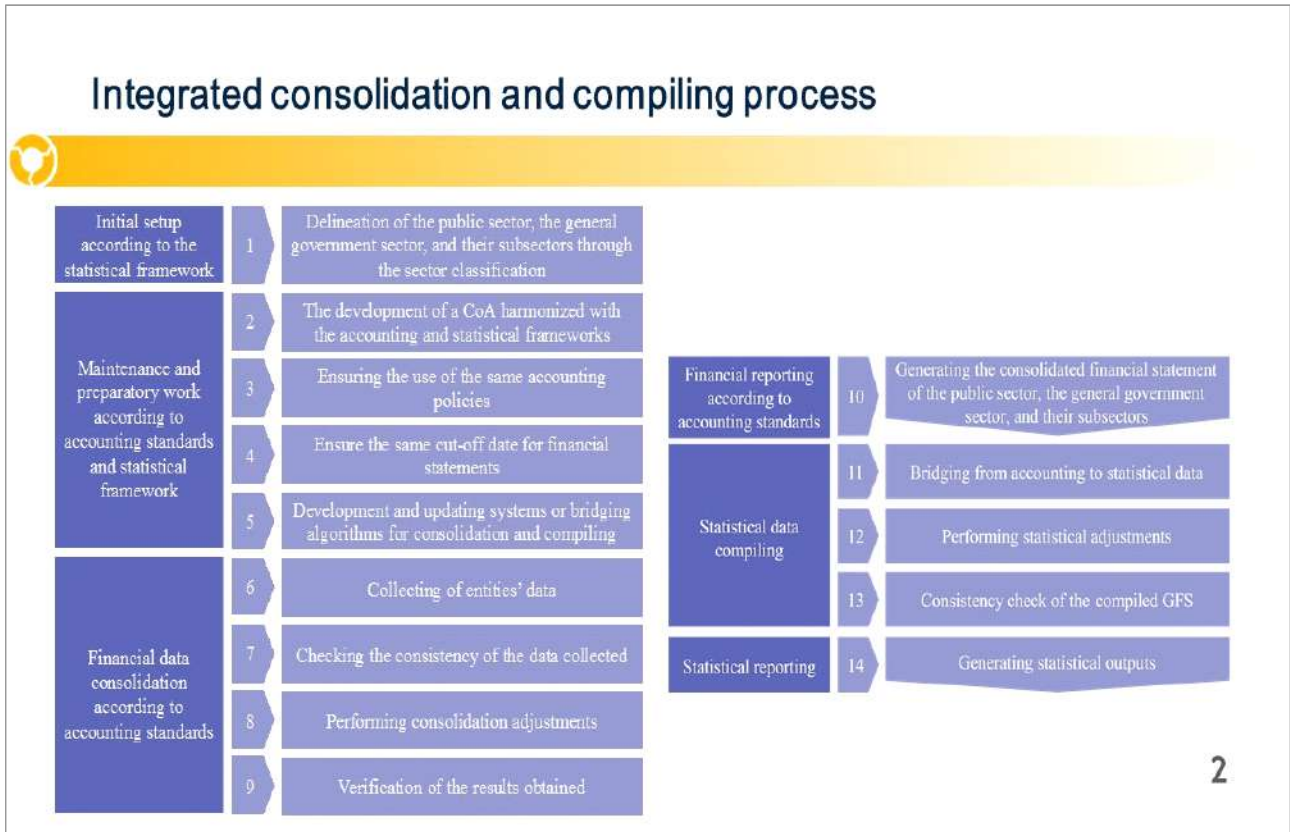 Integrated consolidation and compiling process
Initial setup
according to the
statistical framework
1
Delineation of the public sector, the general
government sector, and their subsectors through
the sector classification
Maintenance and
preparatory work
according to
accounting standards
and statistical
framework
2
The development of a CoA harmonized with
the accounting and statistical frameworks
3
Ensuring the use of the same accounting
policies
4
Ensure the same cut-off date for financial
statements
5
Development and updating systems or bridging
algorithms for consolidation and compiling
Financial data
consolidation
according to
accounting standards
6
Collecting of entities' data
7
Checking the consistency of the data collected
8
Performing consolidation adjustments
9
Verification of the results obtained
Financial reporting
according to
accounting standards
10
Generating the consolidated financial statement
of the public sector, the general government
sector, and their subsectors
Statistical data
compiling
11
Bridging from accounting to statistical data
12
Performing statistical adjustments
13
Consistency check of the compiled GFS
Statistical reporting
14
Generating statistical outputs
2